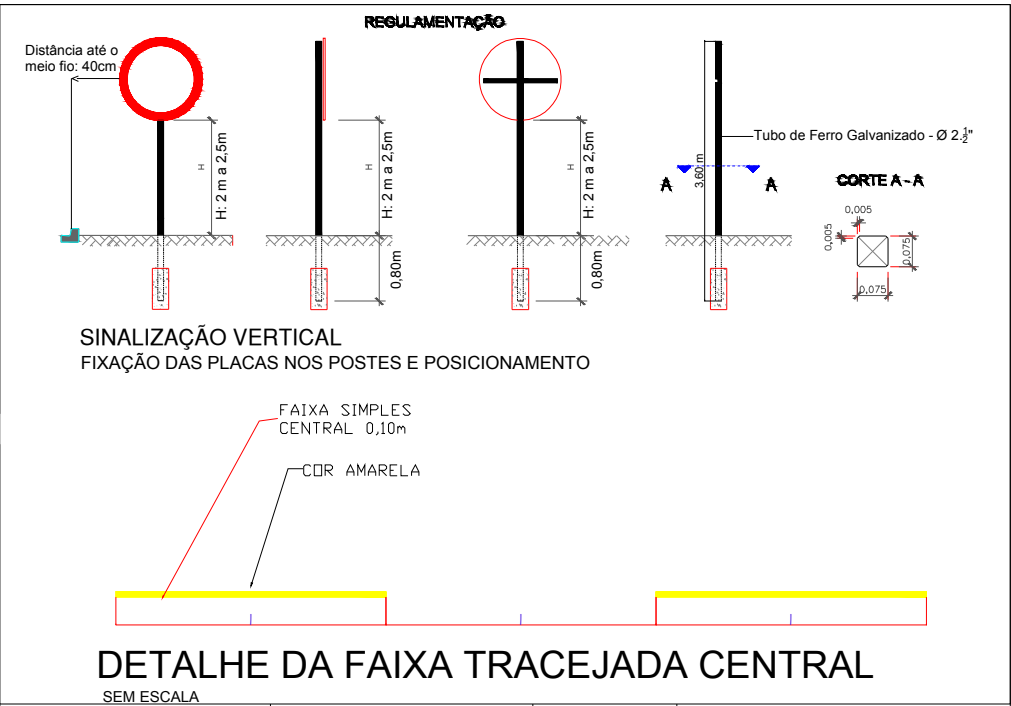 REGULAMENTAÇÃO
Distância até o
meio fio: 40cm
H
H: 2 m a 2,5m
H
H: 2 m a 2,5m
0,80m
H
H: 2 m a 2,5m
0,80m
3,60 m
A
A
Tubo de Ferro Galvanizado - Ø 2.½"
CORTE A - A
0,005
0,005
0,075
0,075
SINALIZAÇÃO VERTICAL
FIXAÇÃO DAS PLACAS NOS POSTES E POSICIONAMENTO
FAIXA SIMPLES
CENTRAL 0,10m
COR AMARELA
DETALHE DA FAIXA TRACEJADA CENTRAL
SEM ESCALA